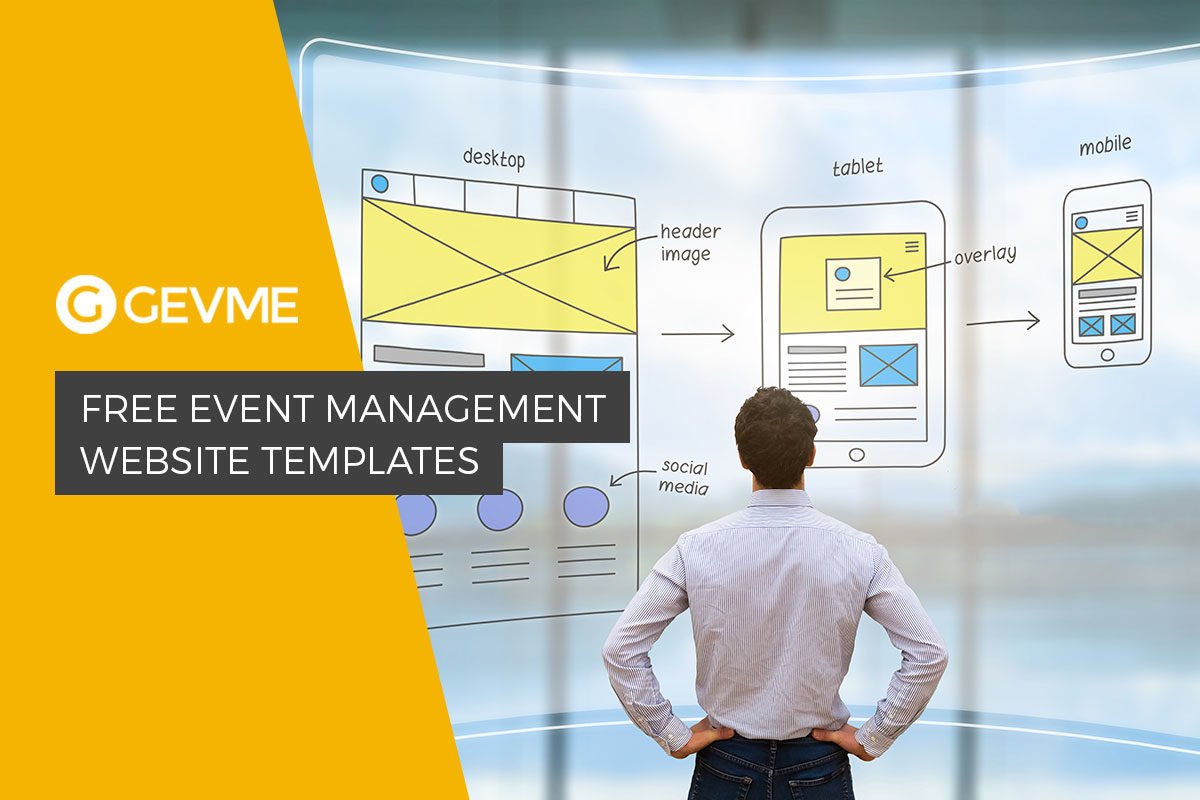 GEVME
FREE EVENT MANAGEMENT
WEBSITE TEMPLATES
desktop
header
image
tablet
overlay
mobile
social
media